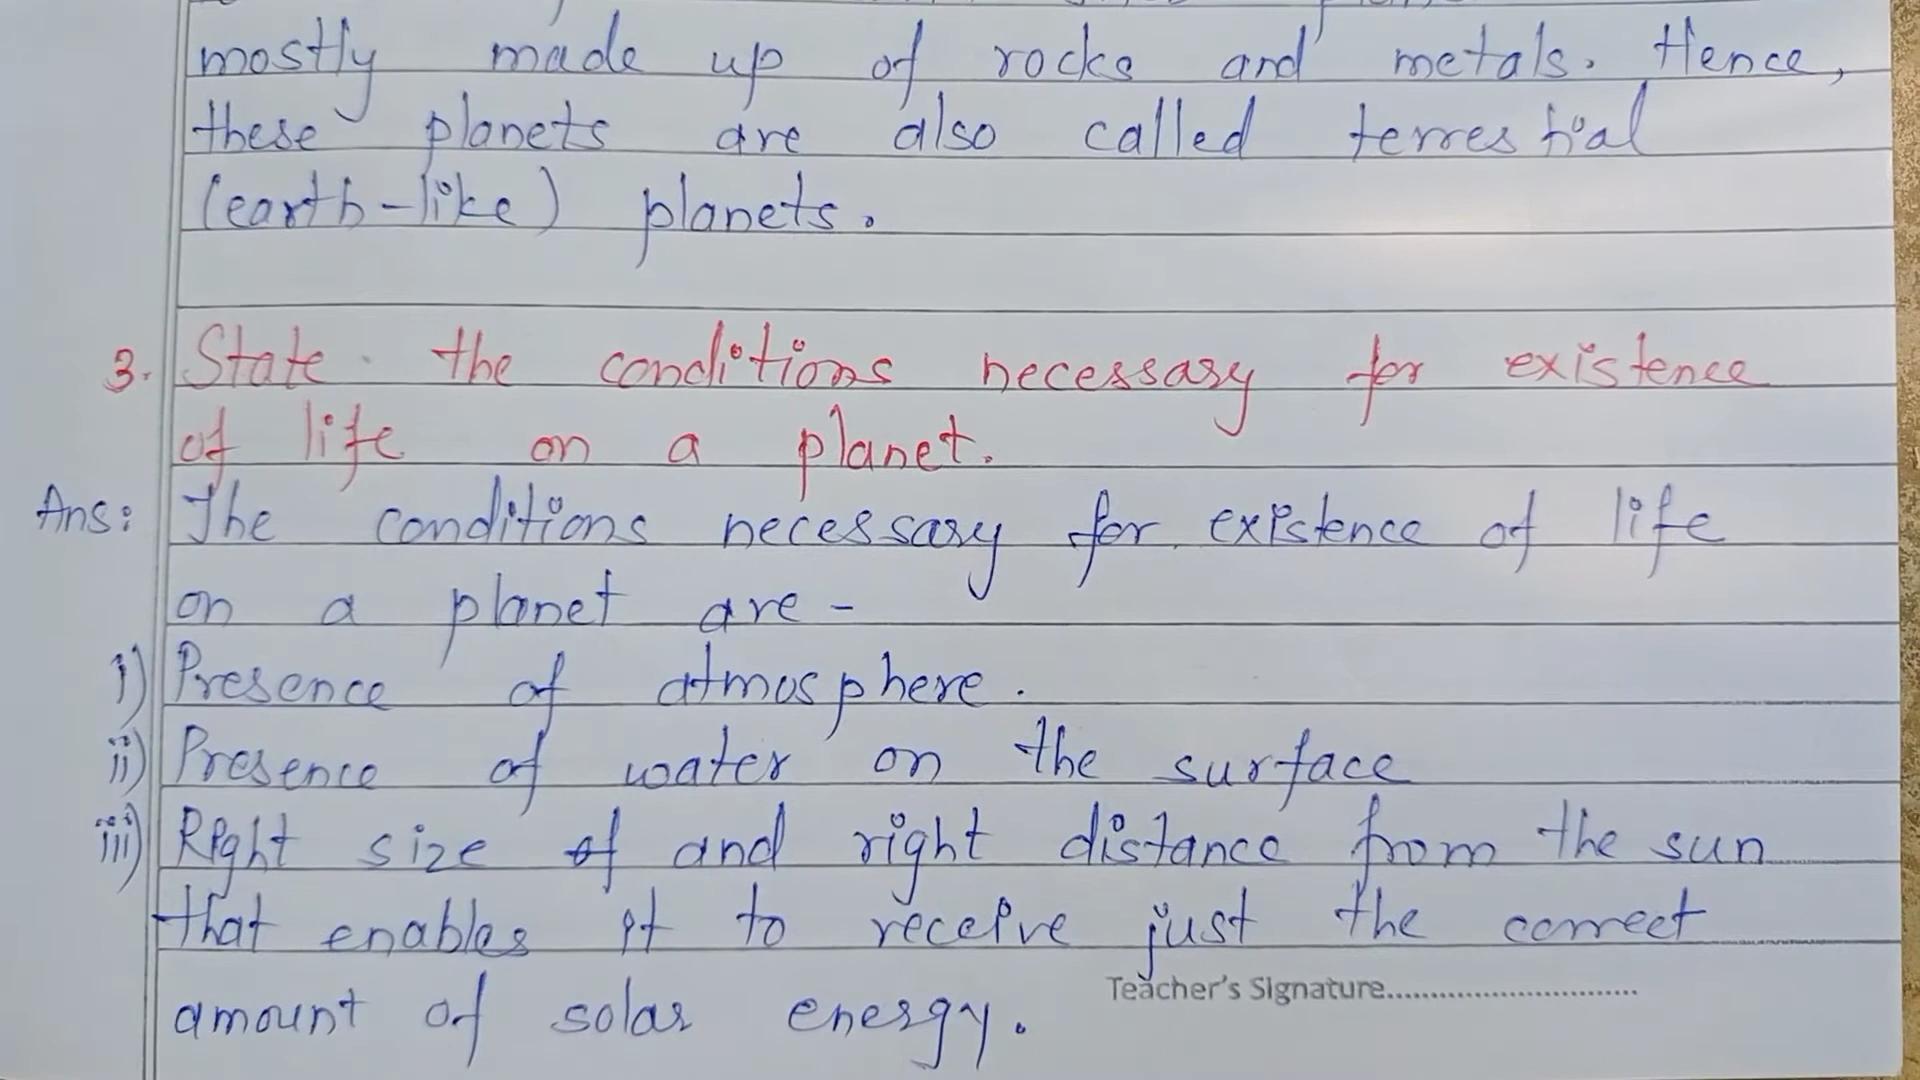 mostly made up of rocks and metals. Hence,
these planets are also called terrestial
(earth-like) planets.
3. State the conditions necessary for existence
of life on a planet.
Ans: The conditions necessary for existence of life
on a planet are -
i) Presence of atmosphere.
ii) Presence of water on the surface
iii) Right size of and right distance from the sun
that enables it to receive just the correct
Teacher's Signature..............................
amount of solar energy.